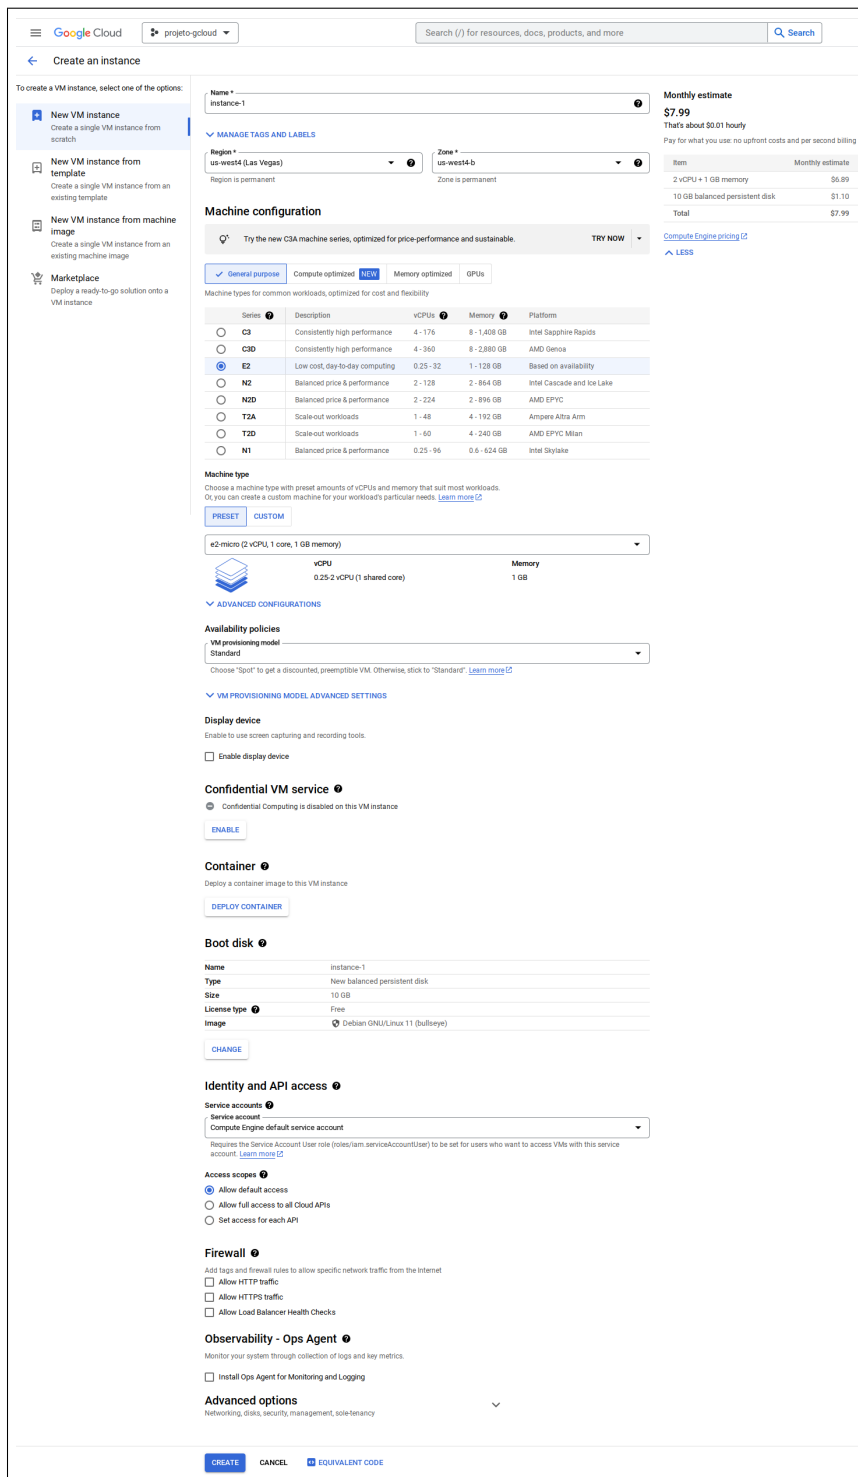 Google Cloud
projeto-gcloud
Search (/) for resources, docs, products, and more
Search
Create an instance
To create a VM instance, select one of the options:
New VM instance
Create a single VM instance from
scratch
New VM instance from
template
Create a single VM instance from an
existing template
New VM instance from machine
image
Create a single VM instance from an
existing machine image
Marketplace
Deploy a ready-to-go solution onto a
VM instance
Name *
instance-1
MANAGE TAGS AND LABELS
Region *
us-west4 (Las Vegas)
Region is permanent
Zone *
us-west4-b
Zone is permanent
Machine configuration
Try the new C3A machine series, optimized for price-performance and sustainable.
TRY NOW
General purpose
Compute optimized NEW
Memory optimized
GPUs
Machine types for common workloads, optimized for cost and flexibility
Series Description vCPUs Memory Platform
C3 Consistently high performance 4 - 176 8 - 1,408 GB Intel Sapphire Rapids
C3D Consistently high performance 4 - 360 8 - 2,880 GB AMD Genoa
E2 Low cost, day-to-day computing 0.25 - 32 1 - 128 GB Based on availability
N2 Balanced price & performance 2 - 128 2 - 864 GB Intel Cascade and Ice Lake
N2D Balanced price & performance 2 - 224 2 - 896 GB AMD EPYC
T2A Scale-out workloads 1 - 48 4 - 192 GB Ampere Altra Arm
T2D Scale-out workloads 1 - 60 4 - 240 GB AMD EPYC Milan
N1 Balanced price & performance 0.25 - 96 0.6 - 624 GB Intel Skylake
Machine type
Choose a machine type with preset amounts of vCPUs and memory that suit most workloads.
Or, you can create a custom machine for your workload's particular needs. Learn more
PRESET
CUSTOM
e2-micro (2 vCPU, 1 core, 1 GB memory)
vCPU Memory
0.25-2 vCPU (1 shared core) 1 GB
ADVANCED CONFIGURATIONS
Availability policies
VM provisioning model
Standard
Choose "Spot" to get a discounted, preemptible VM. Otherwise, stick to "Standard". Learn more
VM PROVISIONING MODEL ADVANCED SETTINGS
Display device
Enable to use screen capturing and recording tools.
Enable display device
Confidential VM service
Confidential Computing is disabled on this VM instance
ENABLE
Container
Deploy a container image to this VM instance
DEPLOY CONTAINER
Boot disk
Name instance-1
Type New balanced persistent disk
Size 10 GB
License type Free
Image Debian GNU/Linux 11 (bullseye)
CHANGE
Identity and API access
Service accounts
Service account
Compute Engine default service account
Requires the Service Account User role (roles/iam.serviceAccountUser) to be set for users who want to access VMs with this service
account. Learn more
Access scopes
Allow default access
Allow full access to all Cloud APIs
Set access for each API
Firewall
Add tags and firewall rules to allow specific network traffic from the Internet
Allow HTTP traffic
Allow HTTPS traffic
Allow Load Balancer Health Checks
Observability - Ops Agent
Monitor your system through collection of logs and key metrics.
Install Ops Agent for Monitoring and Logging
Advanced options
Networking, disks, security, management, sole-tenancy
CREATE
CANCEL
EQUIVALENT CODE
Monthly estimate
$7.99
That's about $0.01 hourly
Pay for what you use: no upfront costs and per second billing
Item Monthly estimate
2 vCPU + 1 GB memory $6.89
10 GB balanced persistent disk $1.10
Total $7.99
Compute Engine pricing
LESS